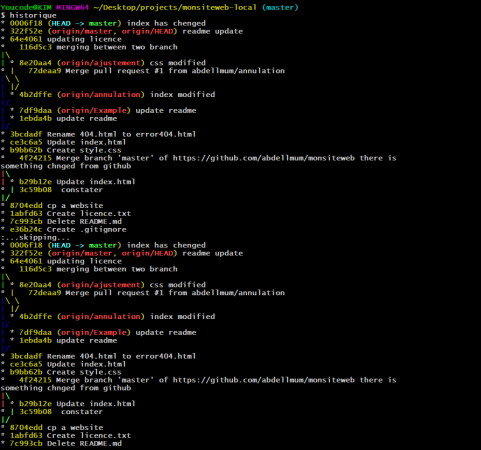 Youcode@KIM MINGW64 ~/Desktop/projects/monsiteweb-local (master)
$ historique
* 0006f18 (HEAD -> master) index has chenged
* 322f52e (origin/master, origin/HEAD) readme update
* 64e4061 updating licence
*   116d5c3 merging between two branch
|\
| * 8e20aa4 (origin/ajustement) css modified
* |   72deaa9 Merge pull request #1 from abdellmum/annulation
|\ \
| |/
| * 4b2dffe (origin/annulation) index modified
|/
| * 7df9daa (origin/Example) update readme
| * 1ebda4b update readme
|/
* 3bcdadf Rename 404.html to error404.html
* ce3c6a5 Update index.html
* b9bb62b Create style.css
*   4f24215 Merge branch 'master' of https://github.com/abdellmum/monsiteweb there is
something chnged from github
|\
| * b29b12e Update index.html
* | 3c59b08  constater
|/
* 8704edd cp a website
* 1abfd63 Create licence.txt
* 7c993cb Delete README.md
* e36b24c Create .gitignore
:...skipping...
* 0006f18 (HEAD -> master) index has chenged
* 322f52e (origin/master, origin/HEAD) readme update
* 64e4061 updating licence
*   116d5c3 merging between two branch
|\
| * 8e20aa4 (origin/ajustement) css modified
* |   72deaa9 Merge pull request #1 from abdellmum/annulation
|\ \
| |/
| * 4b2dffe (origin/annulation) index modified
|/
| * 7df9daa (origin/Example) update readme
| * 1ebda4b update readme
|/
* 3bcdadf Rename 404.html to error404.html
* ce3c6a5 Update index.html
* b9bb62b Create style.css
*   4f24215 Merge branch 'master' of https://github.com/abdellmum/monsiteweb there is
something chnged from github
|\
| * b29b12e Update index.html
* | 3c59b08  constater
|/
* 8704edd cp a website
* 1abfd63 Create licence.txt
* 7c993cb Delete README.md